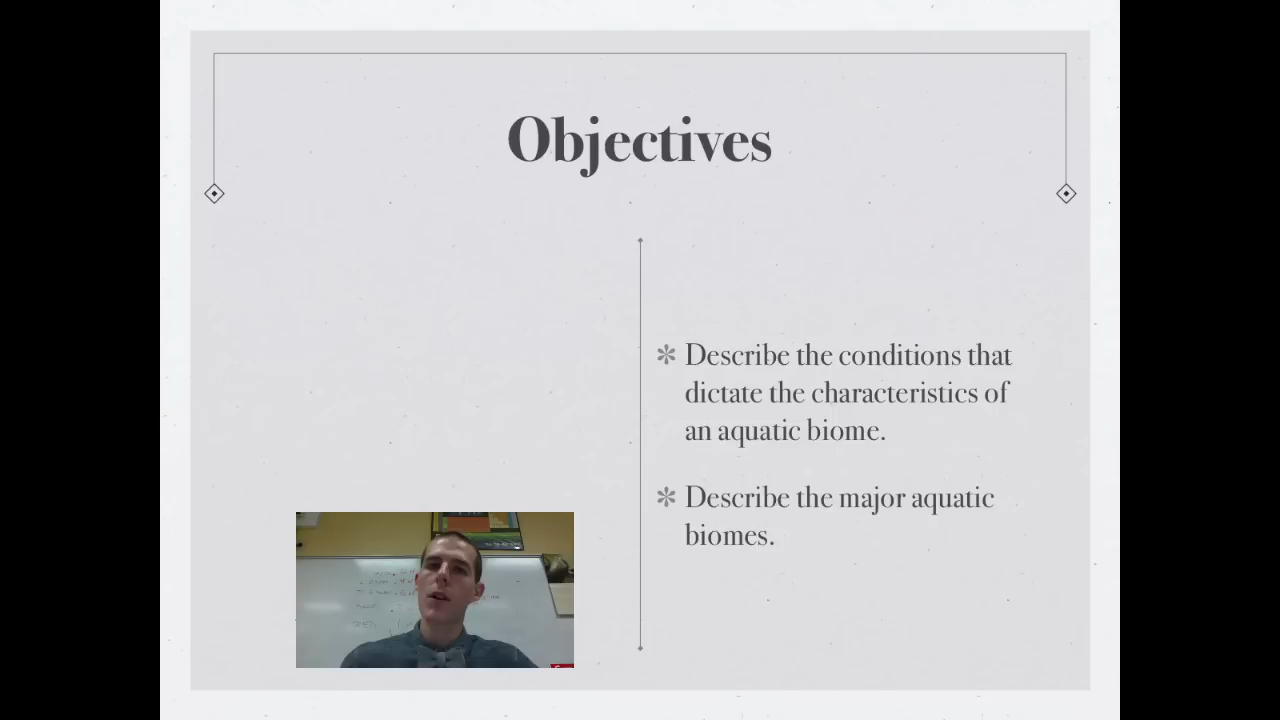 Objectives
✻ Describe the conditions that
dictate the characteristics of
an aquatic biome.
✻ Describe the major aquatic
biomes.